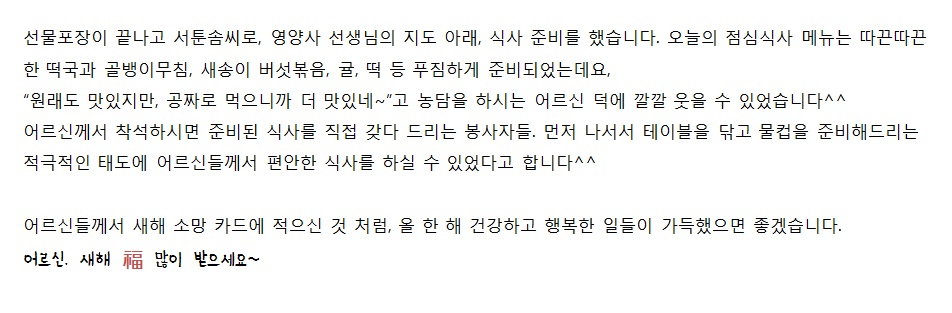 선물포장이 끝나고 서툰솜씨로, 영양사 선생님의 지도 아래, 식사 준비를 했습니다. 오늘의 점심식사 메뉴는 따끈따끈
한 떡국과 골뱅이무침, 새송이 버섯볶음, 귤, 떡 등 푸짐하게 준비되었는데요,
“원래도 맛있지만, 공짜로 먹으니까 더 맛있네~”고 농담을 하시는 어르신 덕에 깔깔 웃을 수 있었습니다^^
어르신께서 착석하시면 준비된 식사를 직접 갖다 드리는 봉사자들. 먼저 나서서 테이블을 닦고 물컵을 준비해드리는
적극적인 태도에 어르신들께서 편안한 식사를 하실 수 있었다고 합니다^^
어르신들께서 새해 소망 카드에 적으신 것 처럼, 올 한 해 건강하고 행복한 일들이 가득했으면 좋겠습니다.
어르신. 새해 福 많이 받으세요~